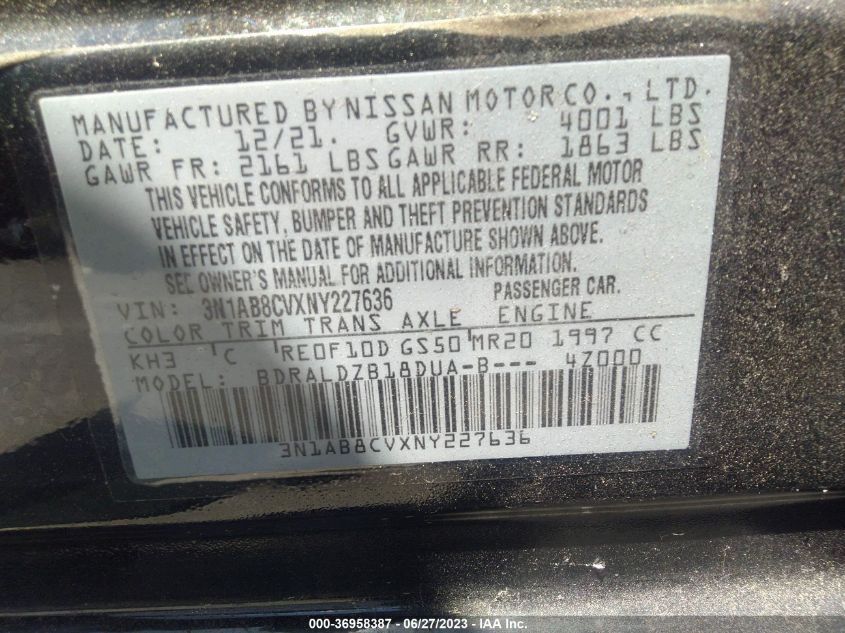 MANUFACTURED BY NISSAN MOTOR CO., LTD.
DATE: 12/21. GVWR: 4001 LBS
GAWR FR: 2161 LBS GAWR RR: 1863 LBS
THIS VEHICLE CONFORMS TO ALL APPLICABLE FEDERAL MOTOR
VEHICLE SAFETY, BUMPER AND THEFT PREVENTION STANDARDS
IN EFFECT ON THE DATE OF MANUFACTURE SHOWN ABOVE.
SEE OWNER'S MANUAL FOR ADDITIONAL INFORMATION.
VIN: 3N1AB8CVXNY227636 PASSENGER CAR.
COLOR TRIM TRANS AXLE ENGINE
KH3 C RE0F10D GS50 MR20 1997 CC
MODEL: BDRALDZB18DUA-B--- 4Z000
3N1AB8CVXNY227636
000-36958387 - 06/27/2023 - IAA Inc.